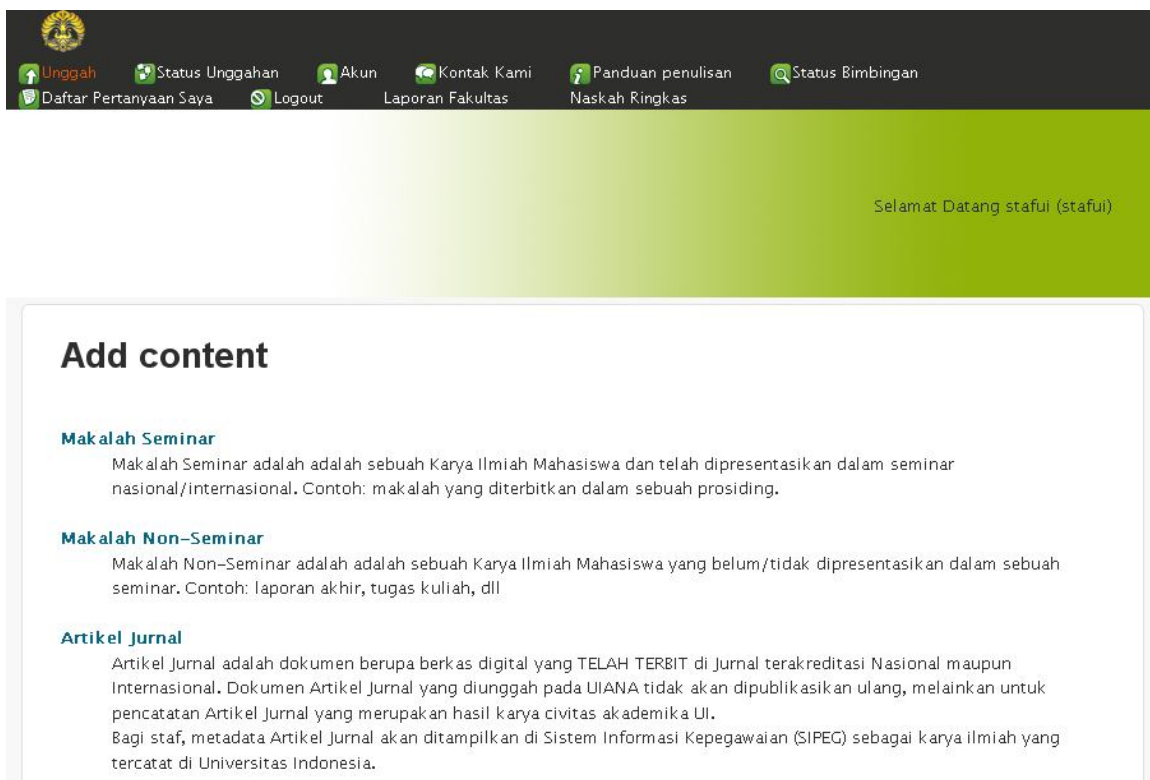 Unggah Status Unggahan Akun Kontak Kami Panduan penulisan Status Bimbingan
Daftar Pertanyaan Saya Logout Laporan Fakultas Naskah Ringkas
Selamat Datang stafui (stafui)
Add content
Makalah Seminar
Makalah Seminar adalah adalah sebuah Karya Ilmiah Mahasiswa dan telah dipresentasikan dalam seminar
nasional/internasional. Contoh: makalah yang diterbitkan dalam sebuah prosiding.
Makalah Non-Seminar
Makalah Non-Seminar adalah adalah sebuah Karya Ilmiah Mahasiswa yang belum/tidak dipresentasikan dalam sebuah
seminar. Contoh: laporan akhir, tugas kuliah, dll
Artikel Jurnal
Artikel Jurnal adalah dokumen berupa berkas digital yang TELAH TERBIT di Jurnal terakreditasi Nasional maupun
Internasional. Dokumen Artikel Jurnal yang diunggah pada UIANA tidak akan dipublikasikan ulang, melainkan untuk
pencatatan Artikel Jurnal yang merupakan hasil karya civitas akademika UI.
Bagi staf, metadata Artikel Jurnal akan ditampilkan di Sistem Informasi Kepegawaian (SIPEG) sebagai karya ilmiah yang
tercatat di Universitas Indonesia.